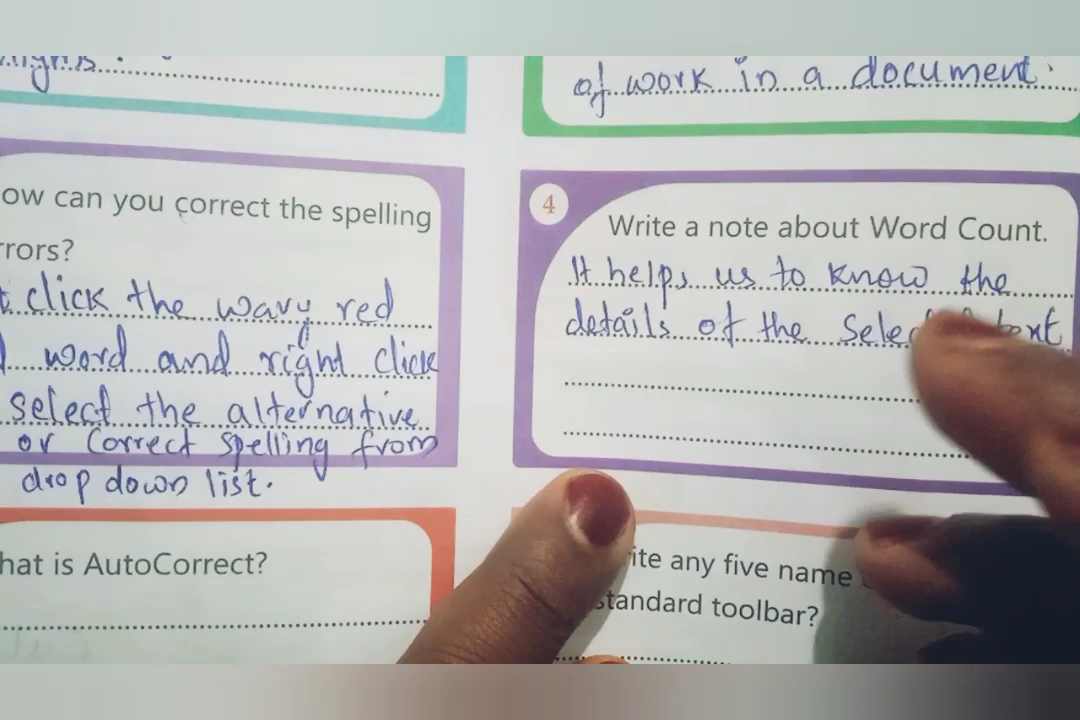 of work in a document.
ow can you correct the spelling
rrors?
click the wavy red
word and right click
select the alternative
or correct spelling from
drop down list.
4
Write a note about Word Count.
It helps us to know the
details of the
hat is AutoCorrect?
ite any five name
standard toolbar?